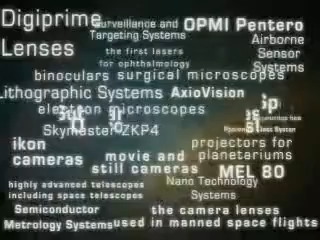 Digiprime
Lenses
Surveillance and
Targeting Systems
OPMI Pentero
the first lasers
for ophthalmology
Airborne
Sensor
Systems
binoculars surgical microscopes
Lithographic Systems AxioVision
electron microscopes
Skymaster ZKP4
ikon
cameras
movie and
still cameras
projectors for
planetariums
MEL 80
highly advanced telescopes
including space telescopes
Nano Technology
Systems
Semiconductor
Metrology Systems
the camera lenses
used in manned space flights